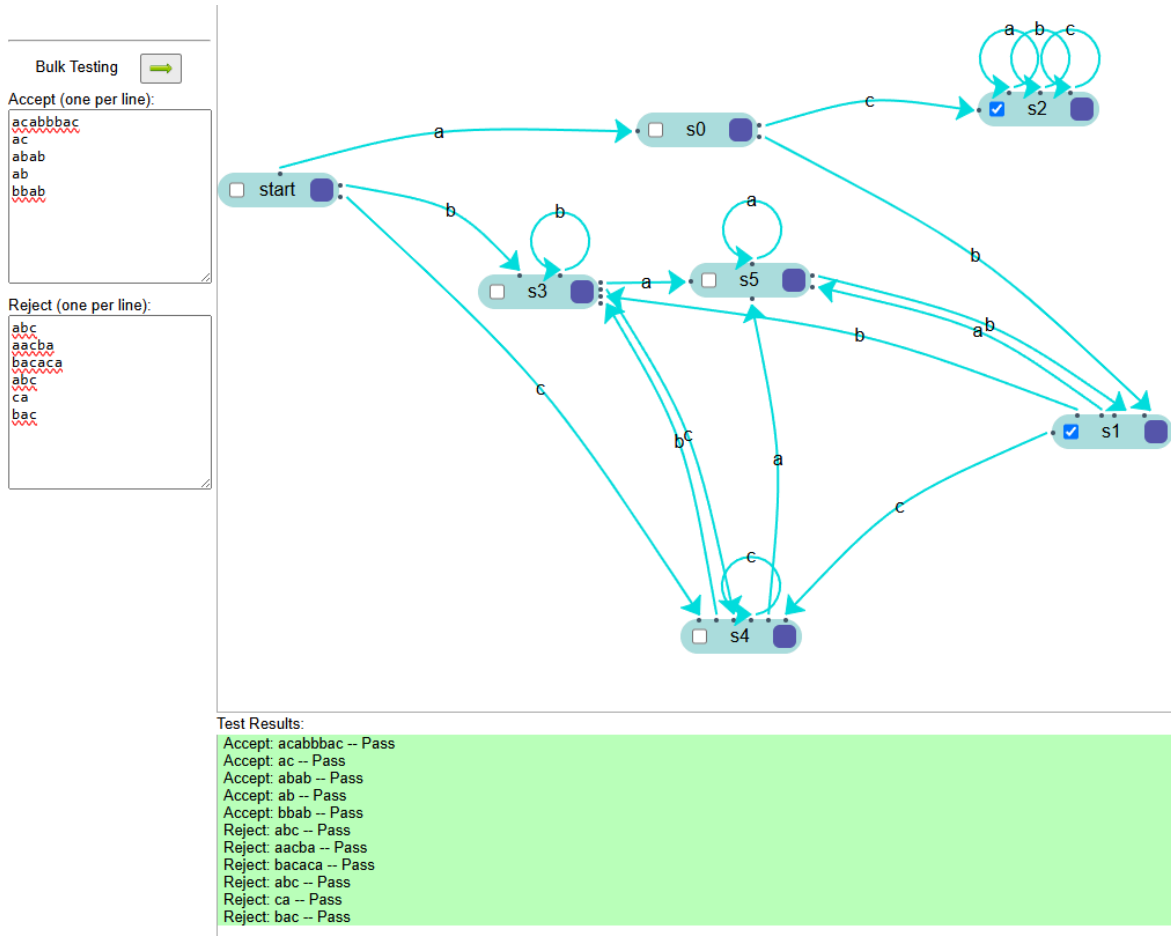 Bulk Testing
Accept (one per line):
acabbbac
ac
abab
ab
bbab
Reject (one per line):
abc
aacba
bacaca
abc
ca
bac
a b c
c
s2
a
s0
start
b
b
a
b
s3
a
s5
b
a
b
c
s1
b
c
a
c
c
s4
Test Results:
Accept: acabbbac -- Pass
Accept: ac -- Pass
Accept: abab -- Pass
Accept: ab -- Pass
Accept: bbab -- Pass
Reject: abc -- Pass
Reject: aacba -- Pass
Reject: bacaca -- Pass
Reject: abc -- Pass
Reject: ca -- Pass
Reject: bac -- Pass